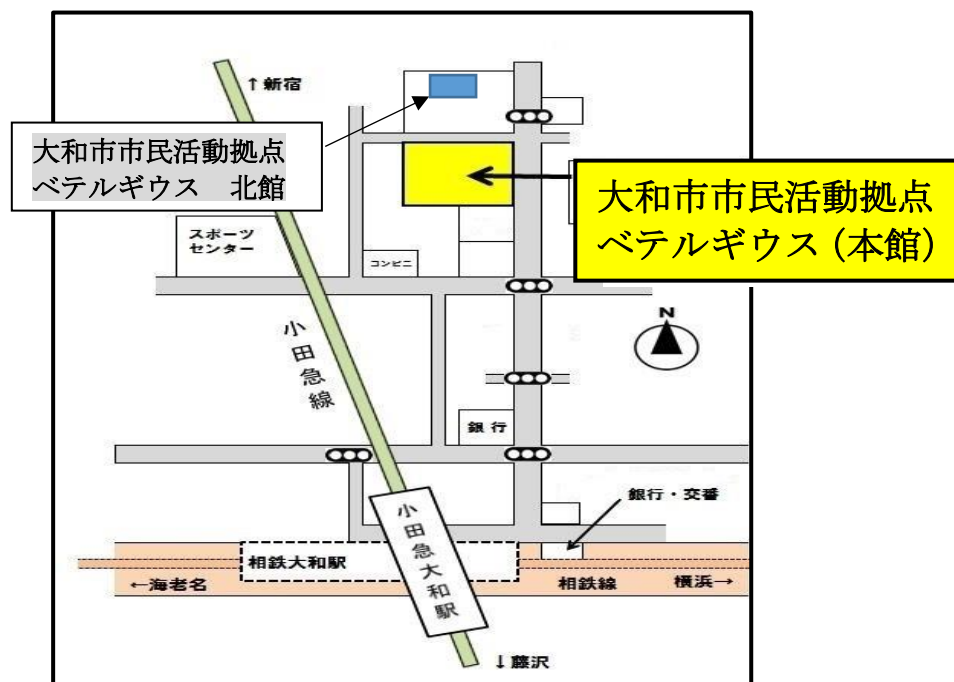 ↑新宿
大和市市民活動拠点
ベテルギウス　北館
大和市市民活動拠点
ベテルギウス（本館）
スポーツ
センター
コンビニ
N
小田急線
銀行
銀行・交番
小田急大和駅
相鉄大和駅
←海老名
相鉄線
横浜→
↓藤沢